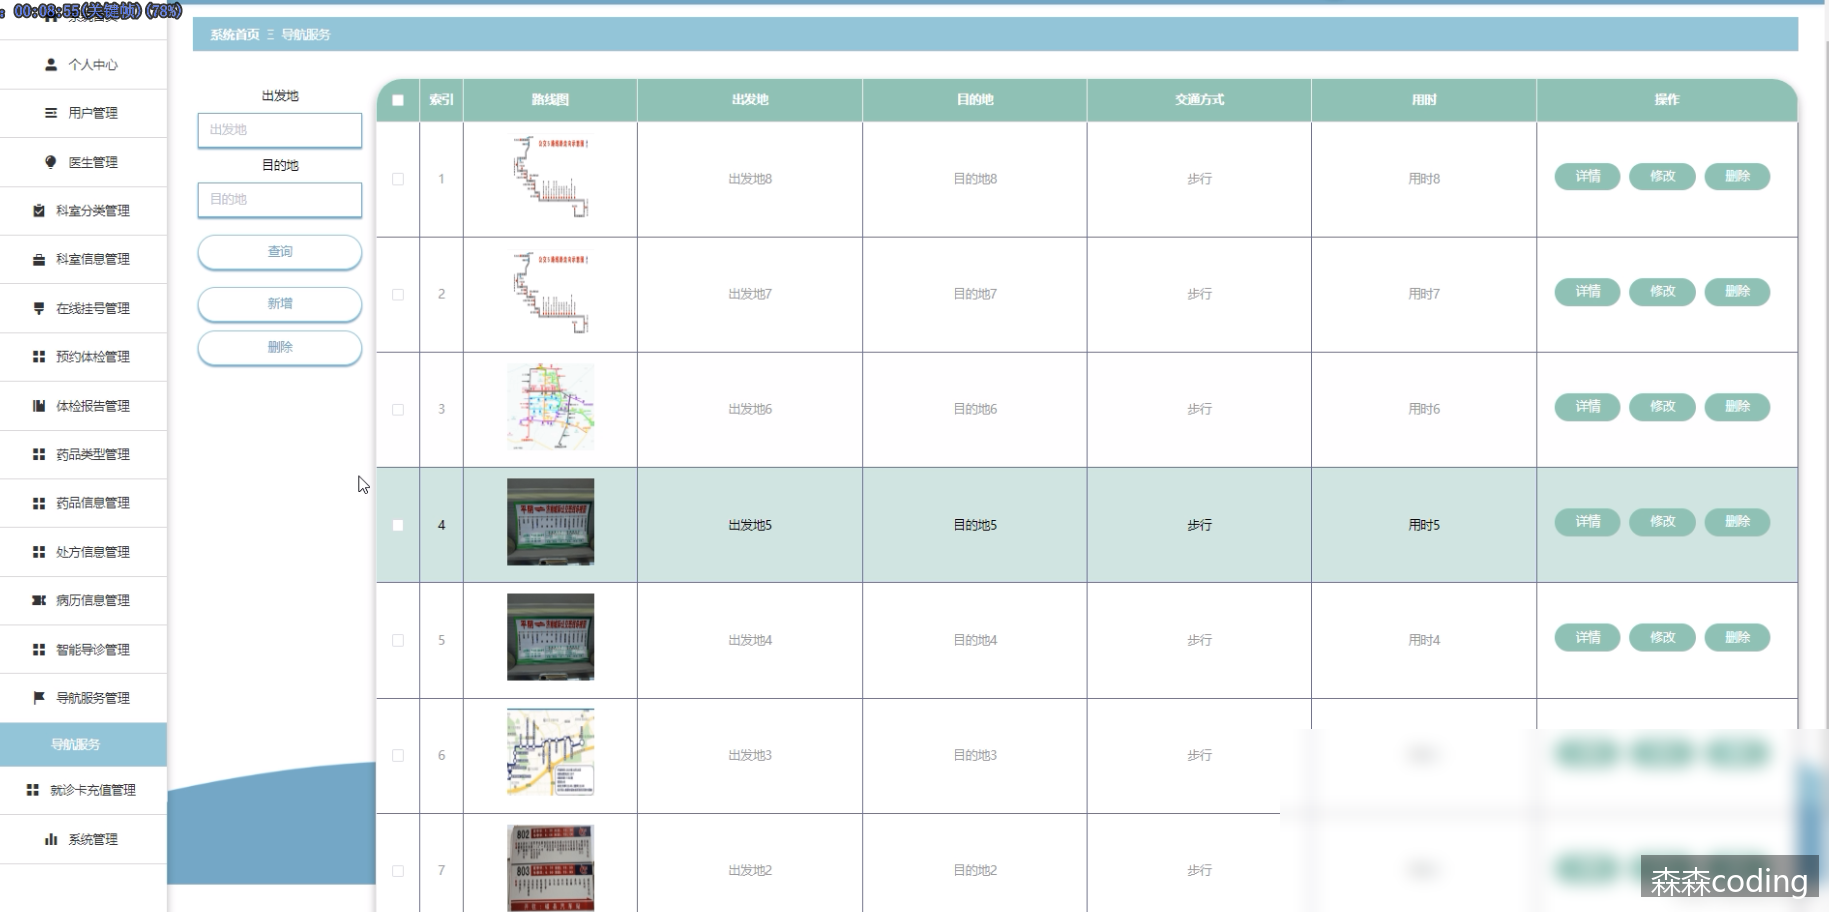 00:08:55(关键帧)(78%)
系统首页 Ξ 导航服务
个人中心
用户管理
医生管理
科室分类管理
科室信息管理
在线挂号管理
预约体检管理
体检报告管理
药品类型管理
药品信息管理
处方信息管理
病历信息管理
智能导诊管理
导航服务管理
导航服务
就诊卡充值管理
系统管理
出发地
出发地
目的地
目的地
查询
新增
删除
索引 路线图 出发地 目的地 交通方式 用时 操作
1 出发地8 目的地8 步行 用时8 详情 修改 删除
2 出发地7 目的地7 步行 用时7 详情 修改 删除
3 出发地6 目的地6 步行 用时6 详情 修改 删除
4 出发地5 目的地5 步行 用时5 详情 修改 删除
5 出发地4 目的地4 步行 用时4 详情 修改 删除
6 出发地3 目的地3 步行
7 802 803 出发地2 目的地2 步行
森森coding